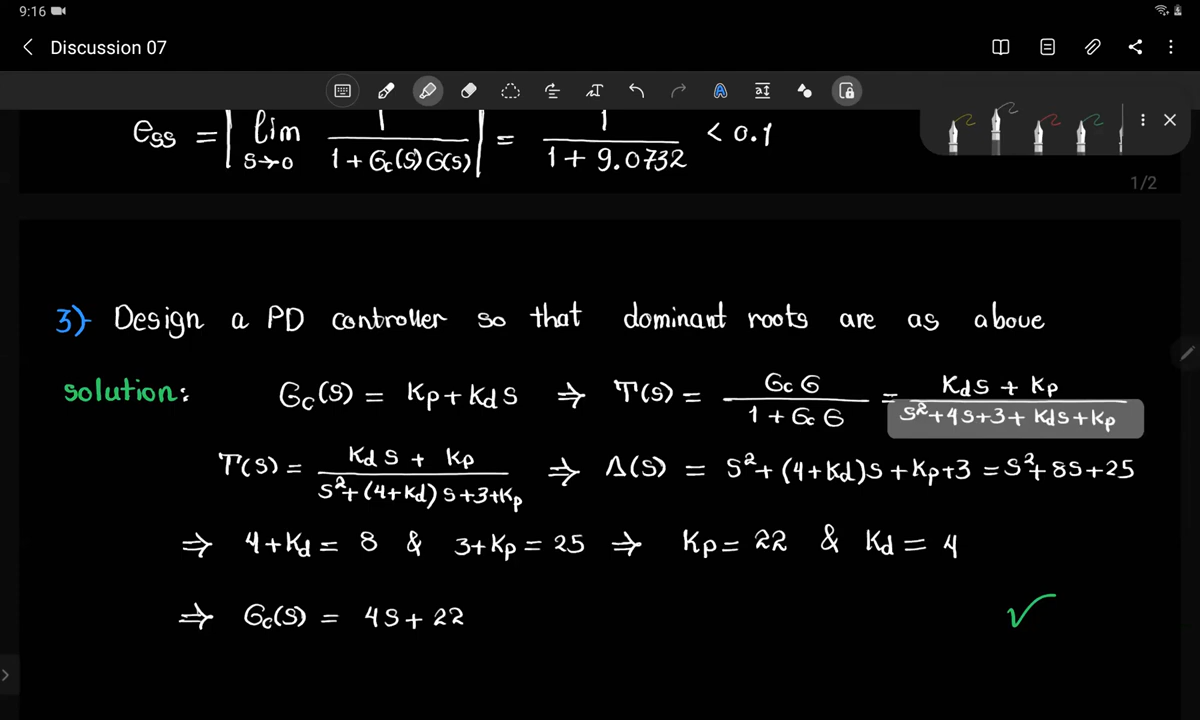 9:16
Discussion 07
ess = | lim s→0 1/(1 + Gc(s) G(s)) | = 1/(1 + 9.0732) < 0.1
1/2
3) Design a PD controller so that dominant roots are as above
solution: Gc(s) = Kp + Kd s ⇒ T(s) = Gc G/(1 + Gc G) = (Kd s + Kp)/(s² + 4s + 3 + Kd s + Kp)
T(s) = (Kd s + Kp)/(s² + (4 + Kd) s + 3 + Kp) ⇒ Δ(s) = s² + (4 + Kd)s + Kp + 3 = s² + 8s + 25
⇒ 4 + Kd = 8 & 3 + Kp = 25 ⇒ Kp = 22 & Kd = 4
⇒ Gc(s) = 4s + 22